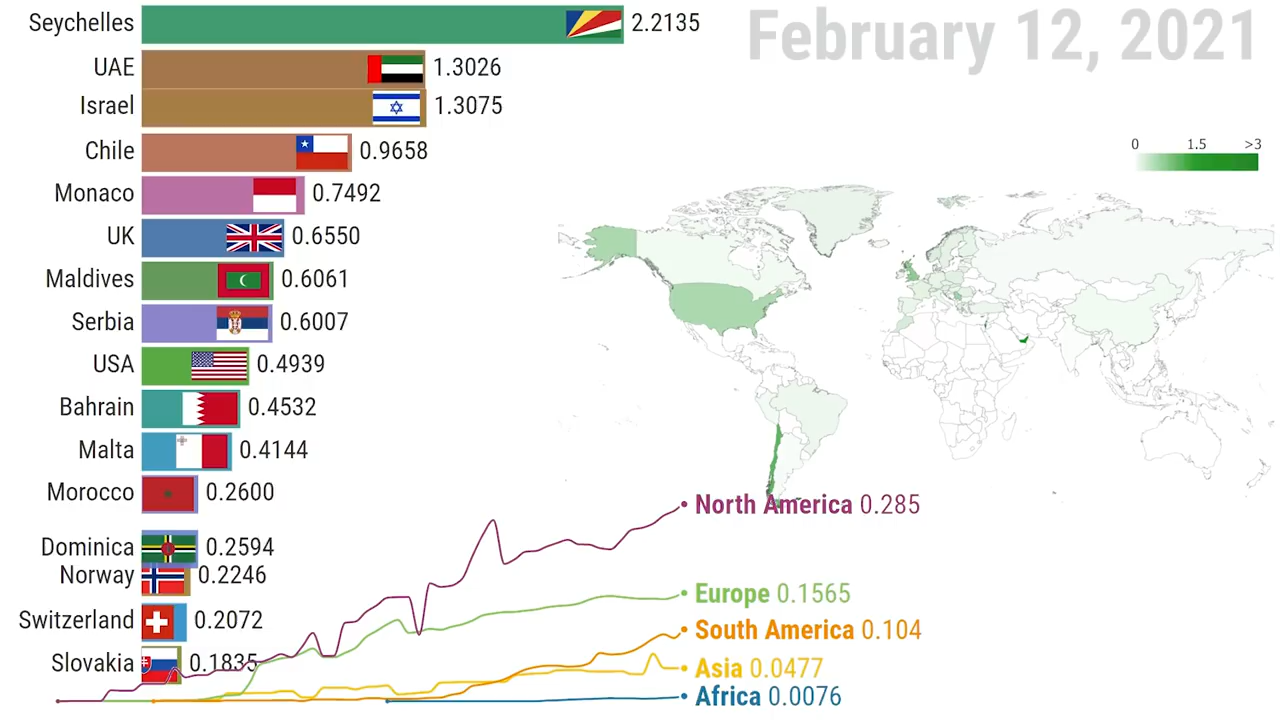 February 12, 2021
Seychelles 2.2135
UAE 1.3026
Israel 1.3075
Chile 0.9658
Monaco 0.7492
UK 0.6550
Maldives 0.6061
Serbia 0.6007
USA 0.4939
Bahrain 0.4532
Malta 0.4144
Morocco 0.2600
Dominica 0.2594
Norway 0.2246
Switzerland 0.2072
Slovakia 0.1835
0 1.5 >3
North America 0.285
Europe 0.1565
South America 0.104
Asia 0.0477
Africa 0.0076